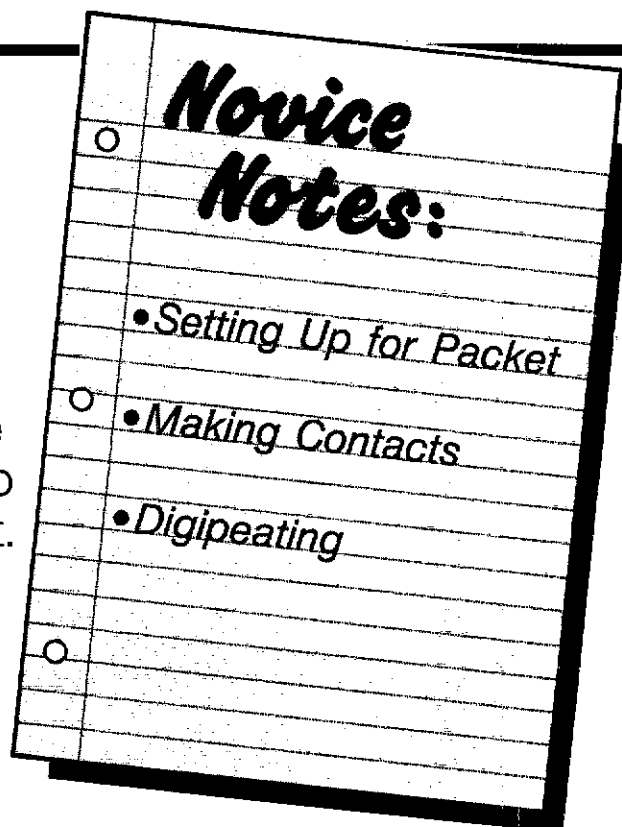 Novice
Notes:
•Setting Up for Packet
•Making Contacts
•Digipeating